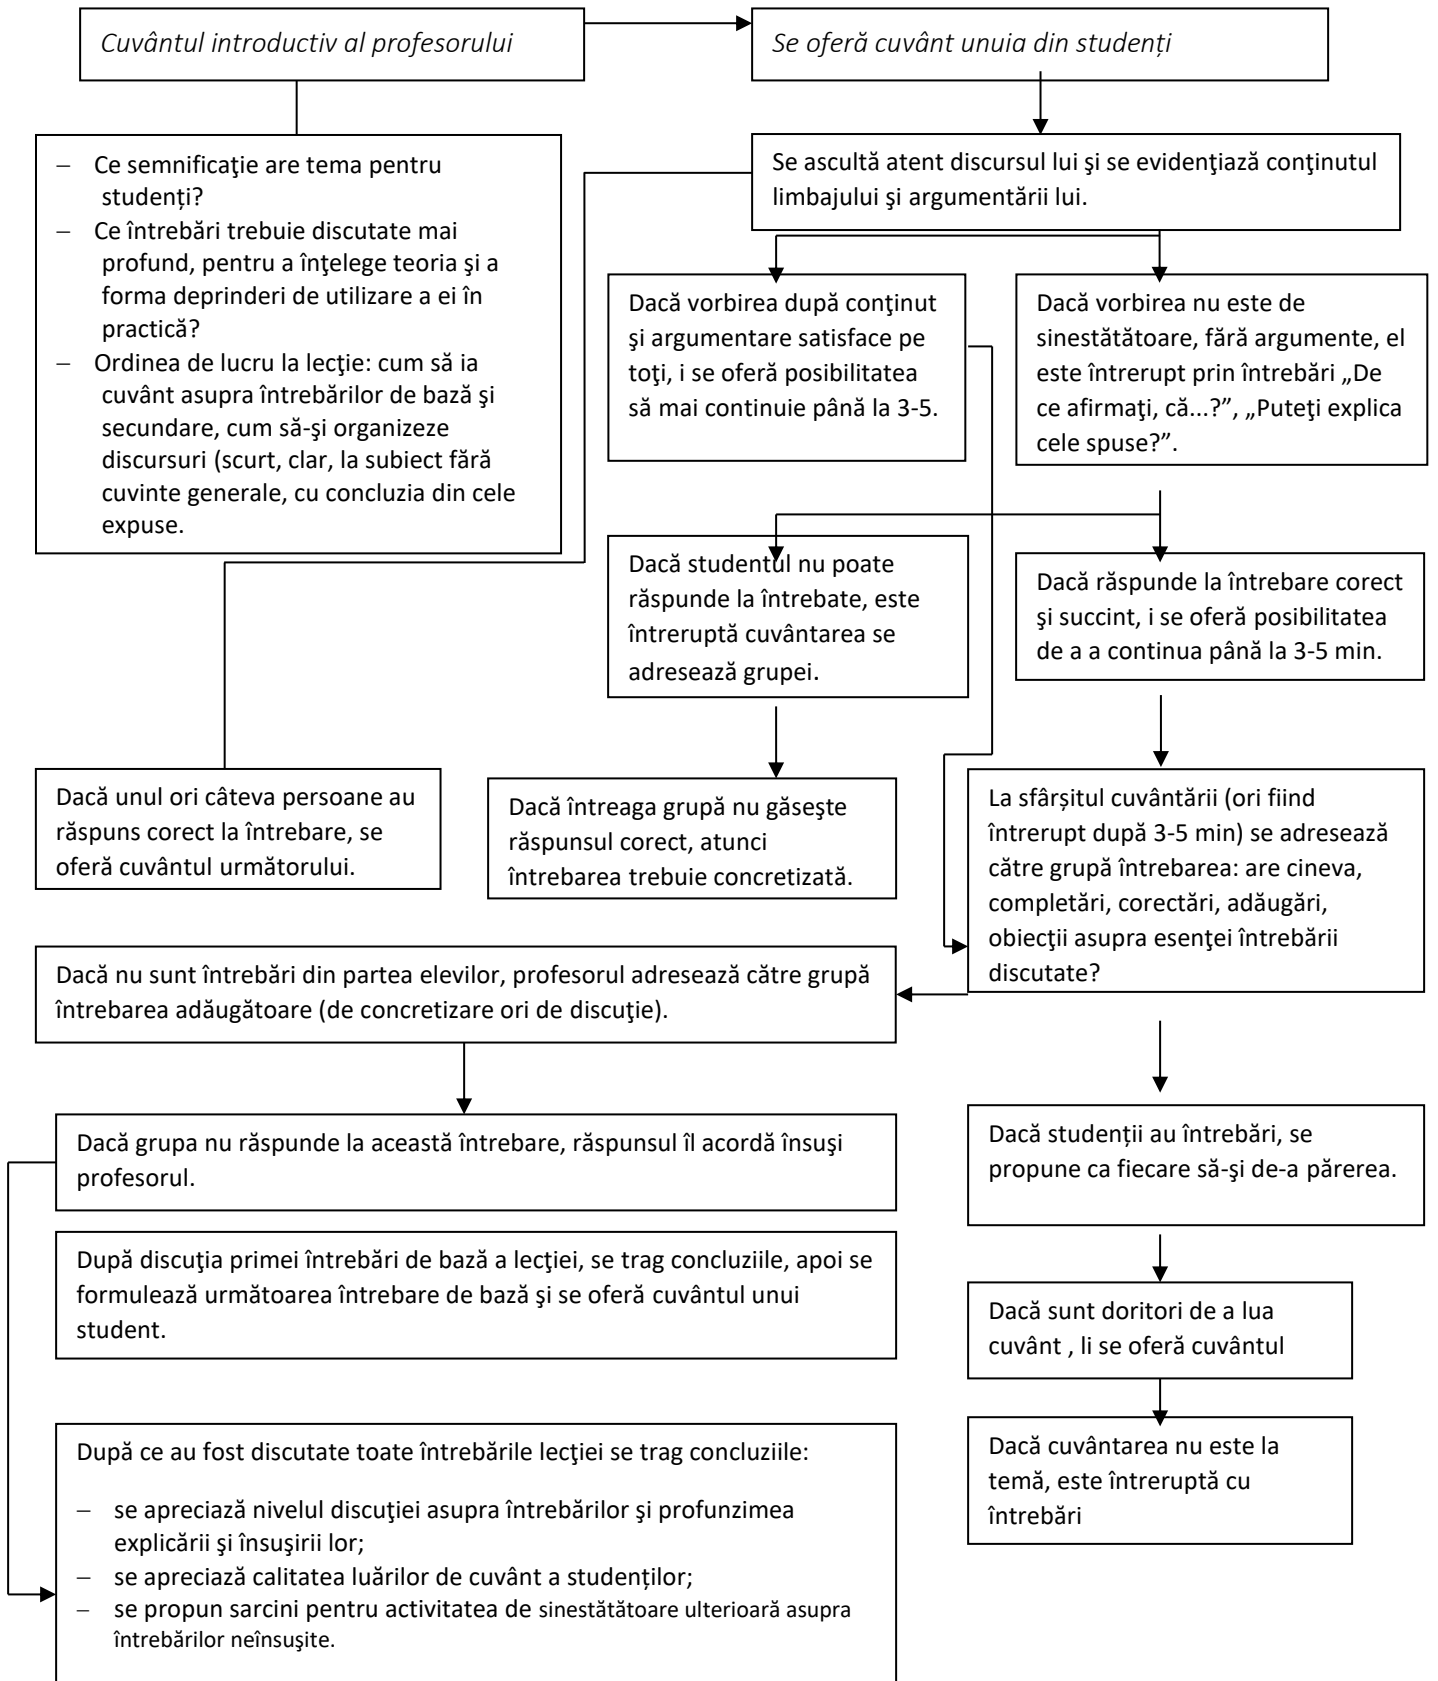 Cuvântul introductiv al profesorului
Se oferă cuvânt unuia din studenți
– Ce semnificaţie are tema pentru
studenți?
– Ce întrebări trebuie discutate mai
profund, pentru a înţelege teoria şi a
forma deprinderi de utilizare a ei în
practică?
– Ordinea de lucru la lecţie: cum să ia
cuvânt asupra întrebărilor de bază şi
secundare, cum să-şi organizeze
discursuri (scurt, clar, la subiect fără
cuvinte generale, cu concluzia din cele
expuse.
Se ascultă atent discursul lui şi se evidenţiază conţinutul
limbajului şi argumentării lui.
Dacă vorbirea după conţinut
şi argumentare satisface pe
toţi, i se oferă posibilitatea
să mai continuie până la 3-5.
Dacă vorbirea nu este de
sinestătătoare, fără argumente, el
este întrerupt prin întrebări „De
ce afirmaţi, că...?”, „Puteţi explica
cele spuse?”.
Dacă studentul nu poate
răspunde la întrebate, este
întreruptă cuvântarea se
adresează grupei.
Dacă răspunde la întrebare corect
şi succint, i se oferă posibilitatea
de a a continua până la 3-5 min.
Dacă unul ori câteva persoane au
răspuns corect la întrebare, se
oferă cuvântul următorului.
Dacă întreaga grupă nu găseşte
răspunsul corect, atunci
întrebarea trebuie concretizată.
La sfârșitul cuvântării (ori fiind
întrerupt după 3-5 min) se adresează
către grupă întrebarea: are cineva,
completări, corectări, adăugări,
obiecţii asupra esenţei întrebării
discutate?
Dacă nu sunt întrebări din partea elevilor, profesorul adresează către grupă
întrebarea adăugătoare (de concretizare ori de discuţie).
Dacă grupa nu răspunde la această întrebare, răspunsul îl acordă însuşi
profesorul.
Dacă studenții au întrebări, se
propune ca fiecare să-şi de-a părerea.
După discuţia primei întrebări de bază a lecţiei, se trag concluziile, apoi se
formulează următoarea întrebare de bază şi se oferă cuvântul unui
student.
Dacă sunt doritori de a lua
cuvânt , li se oferă cuvântul
Dacă cuvântarea nu este la
temă, este întreruptă cu
întrebări
După ce au fost discutate toate întrebările lecţiei se trag concluziile:
– se apreciază nivelul discuţiei asupra întrebărilor şi profunzimea
explicării şi însuşirii lor;
– se apreciază calitatea luărilor de cuvânt a studenților;
– se propun sarcini pentru activitatea de sinestătătoare ulterioară asupra
întrebărilor neînsuşite.